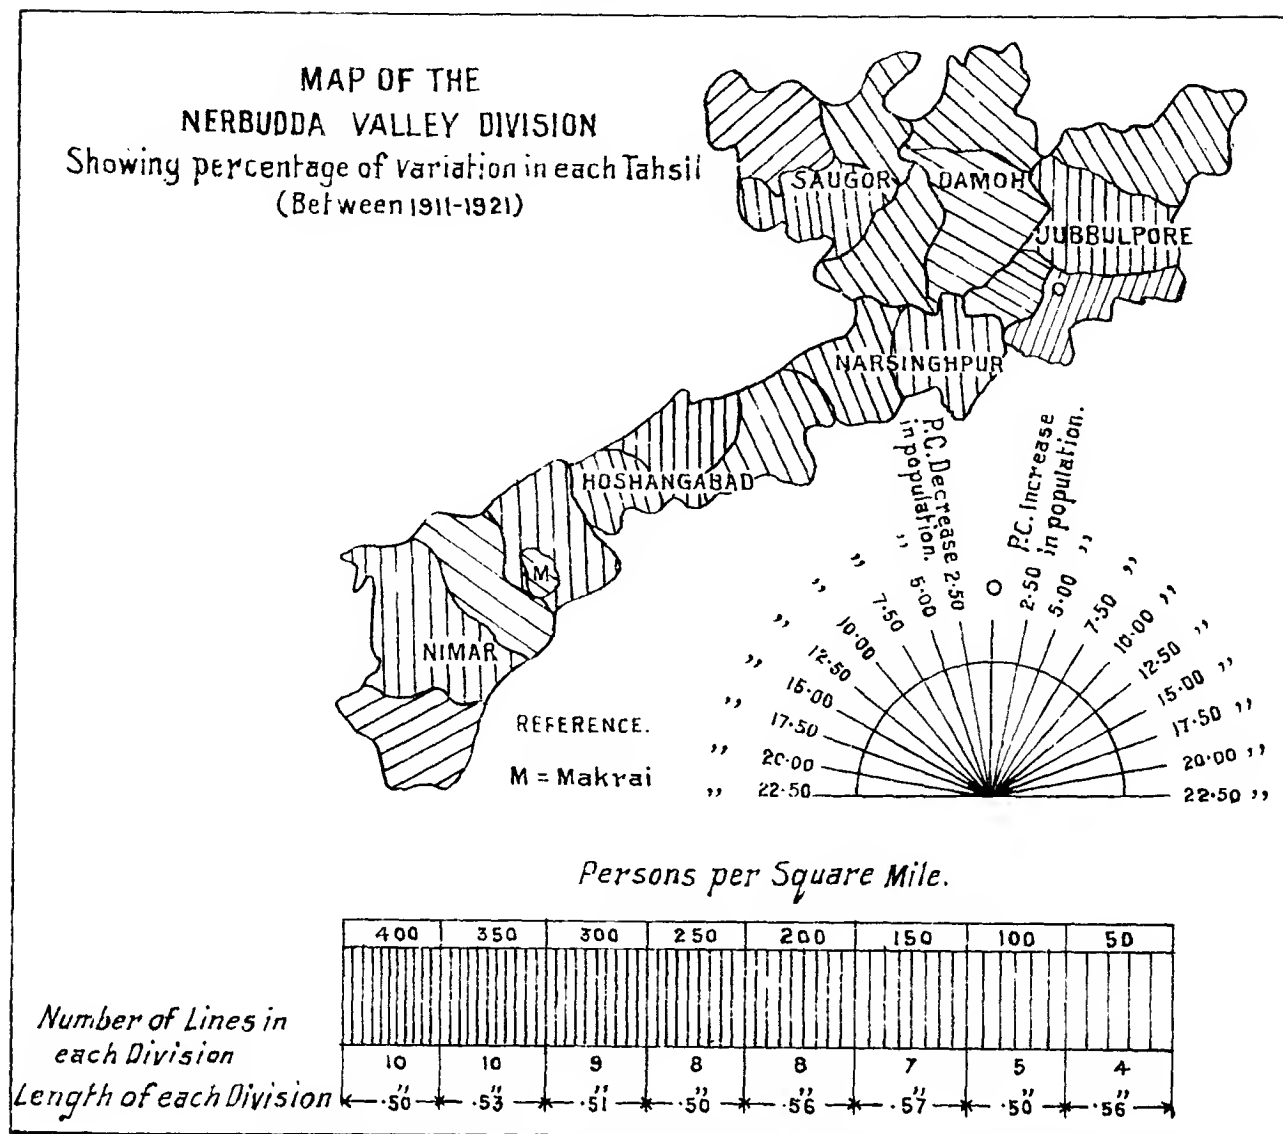 MAP OF THE
NERBUDDA VALLEY DIVISION
Showing percentage of variation in each Tahsil
(Between 1911-1921)
SAUGOR
DAMOH
JUBBULPORE
NARSINGHPUR
HOSHANGABAD
M
NIMAR
REFERENCE.
M = Makrai
P.C. Decrease
in population.
P.C. Increase
in population.
2·50
„ 5·00
„ 7·50
„ 10·00
„ 12·50
„ 15·00
„ 17·50
„ 20·00
„ 22·50
O
2·50
5·00 „
7·50 „
10·00 „
12·50 „
15·00 „
17·50 „
20·00 „
22·50 „
Persons per Square Mile.
400 350 300 250 200 150 100 50
Number of Lines in
each Division
10 10 9 8 8 7 5 4
Length of each Division ·50" ·53" ·51" ·50" ·56" ·57" ·50" ·56"